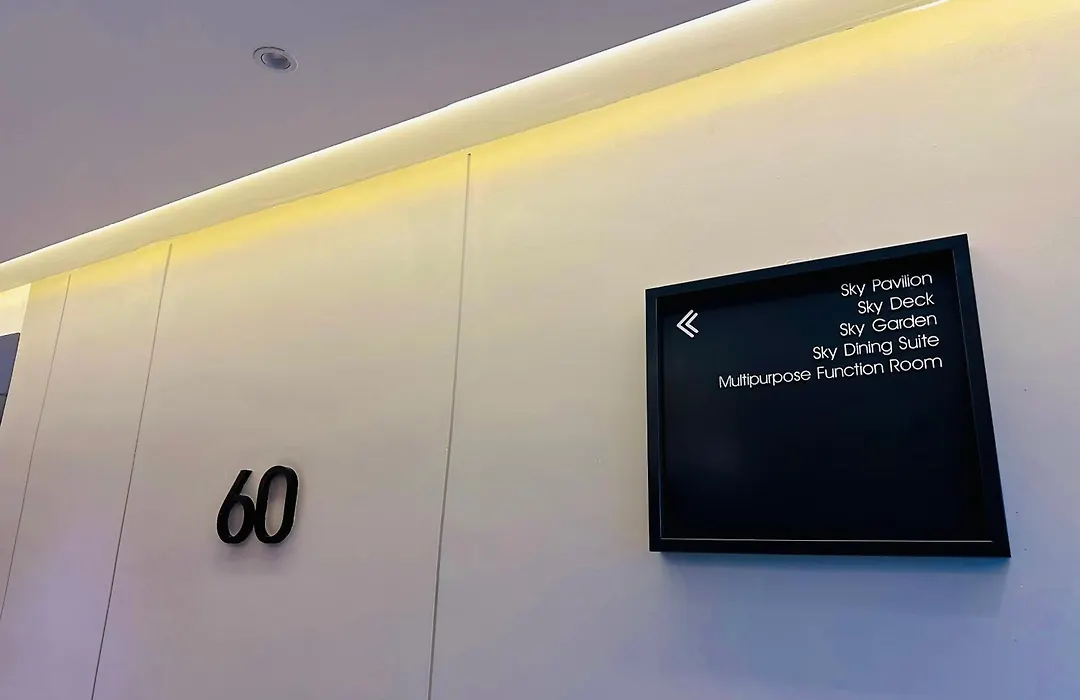 60
«
Sky Pavilion
Sky Deck
Sky Garden
Sky Dining Suite
Multipurpose Function Room